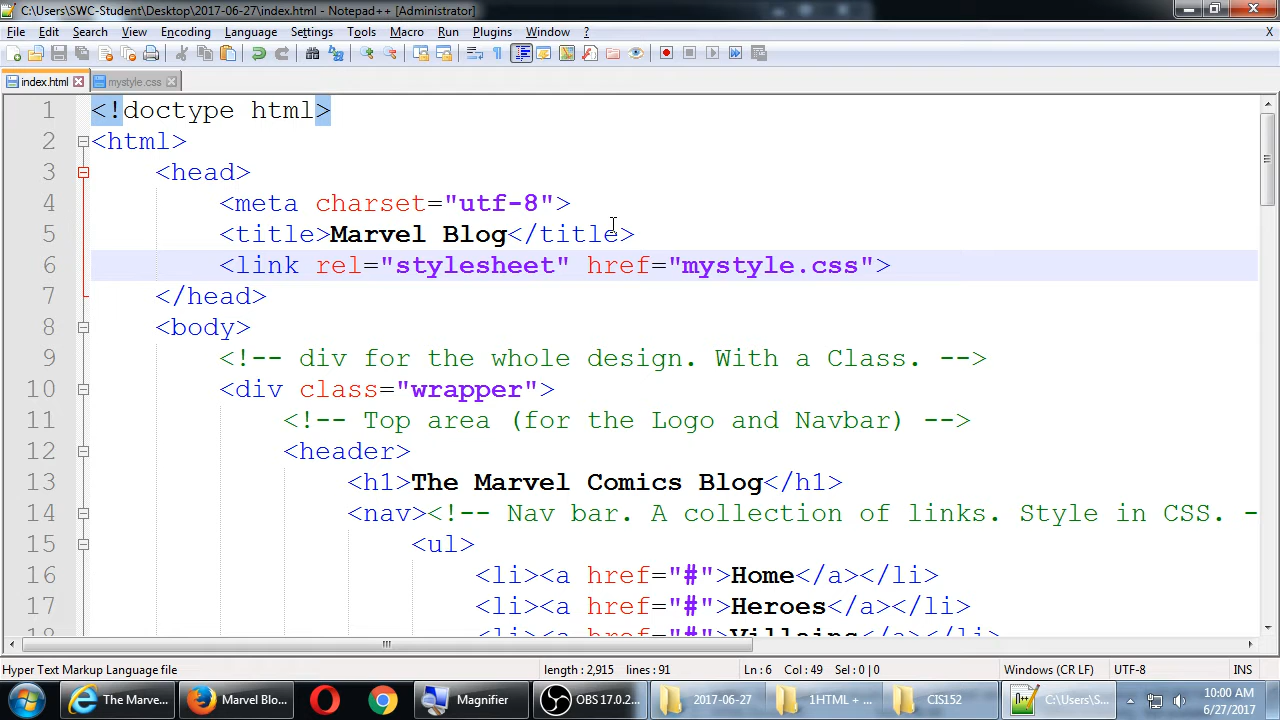 C:\Users\SWC-Student\Desktop\2017-06-27\index.html - Notepad++ [Administrator]
File Edit Search View Encoding Language Settings Tools Macro Run Plugins Window ? X
index.html mystyle.css
1 <!doctype html>
2 <html>
3 <head>
4 <meta charset="utf-8">
5 <title>Marvel Blog</title>
6 <link rel="stylesheet" href="mystyle.css">
7 </head>
8 <body>
9 <!-- div for the whole design. With a Class. -->
10 <div class="wrapper">
11 <!-- Top area (for the Logo and Navbar) -->
12 <header>
13 <h1>The Marvel Comics Blog</h1>
14 <nav><!-- Nav bar. A collection of links. Style in CSS. -
15 <ul>
16 <li><a href="#">Home</a></li>
17 <li><a href="#">Heroes</a></li>
18 <li><a href="#">Villains</a></li>
Hyper Text Markup Language file length : 2,915 lines : 91 Ln : 6 Col : 49 Sel : 0 | 0 Windows (CR LF) UTF-8 INS
The Marve... Marvel Blo... Magnifier OBS 17.0.2... 2017-06-27 1HTML + ... CIS152 C:\Users\S... 10:00 AM
6/27/2017